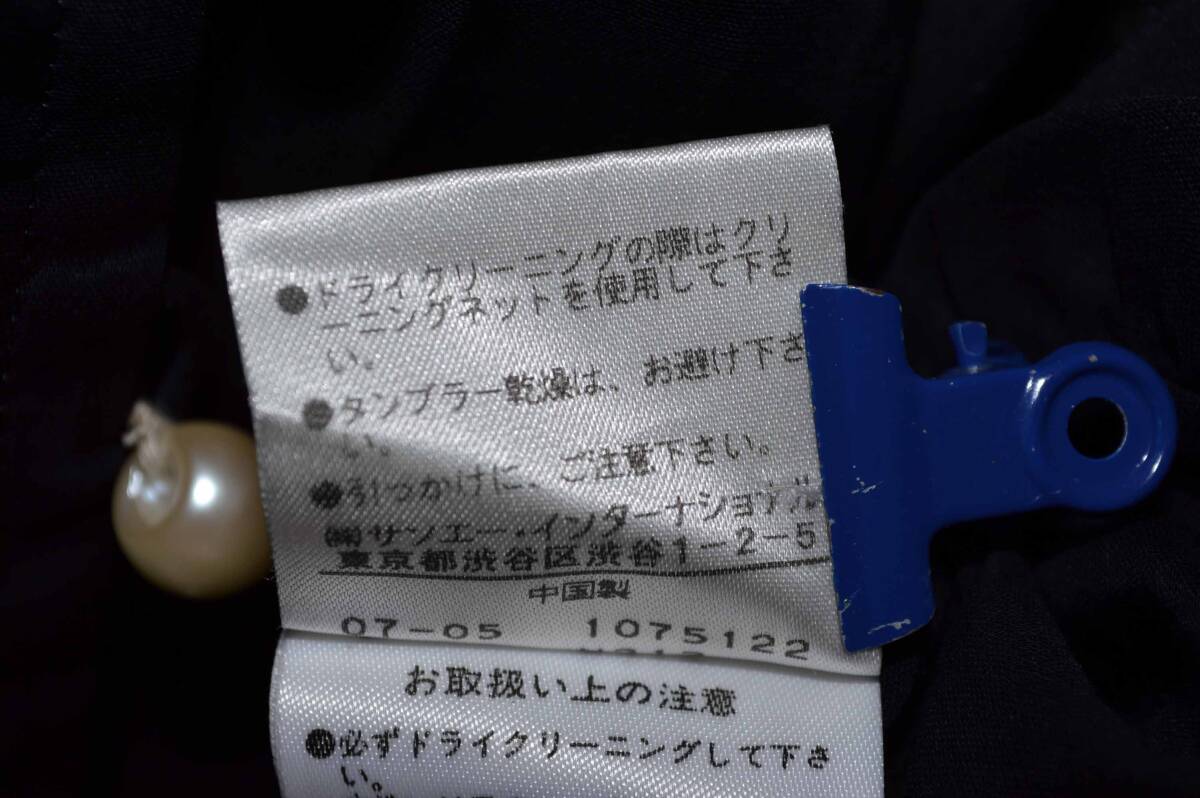 ●ドライクリーニングの際はクリ
ーニングネットを使用して下さ
い。
●タンブラー乾燥は、お避け下さ
い。
●引っかけに、ご注意下さい。
㈱サンエー・インターナショナル
東京都渋谷区渋谷1-2-5
中国製
07-05 1075122
お取扱い上の注意
●必ずドライクリーニングして下さ
い。